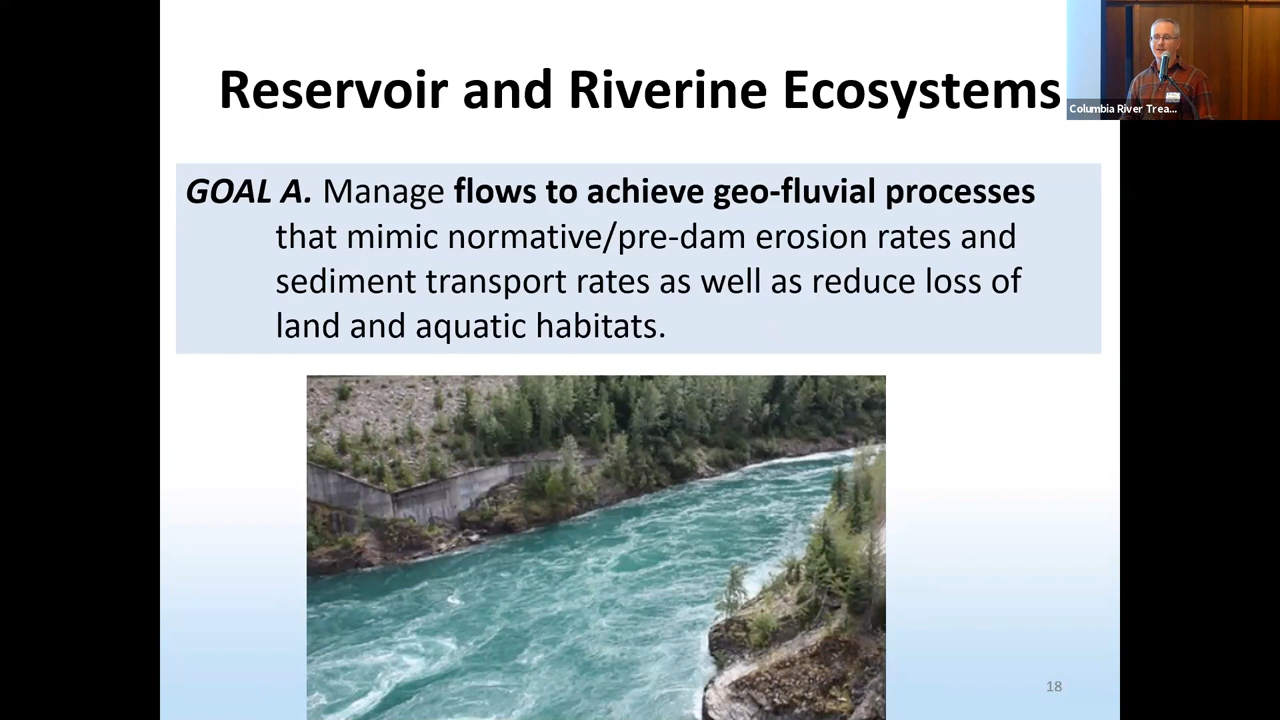 Reservoir and Riverine Ecosystems
Columbia River Trea...
GOAL A. Manage flows to achieve geo-fluvial processes
that mimic normative/pre-dam erosion rates and
sediment transport rates as well as reduce loss of
land and aquatic habitats.
18